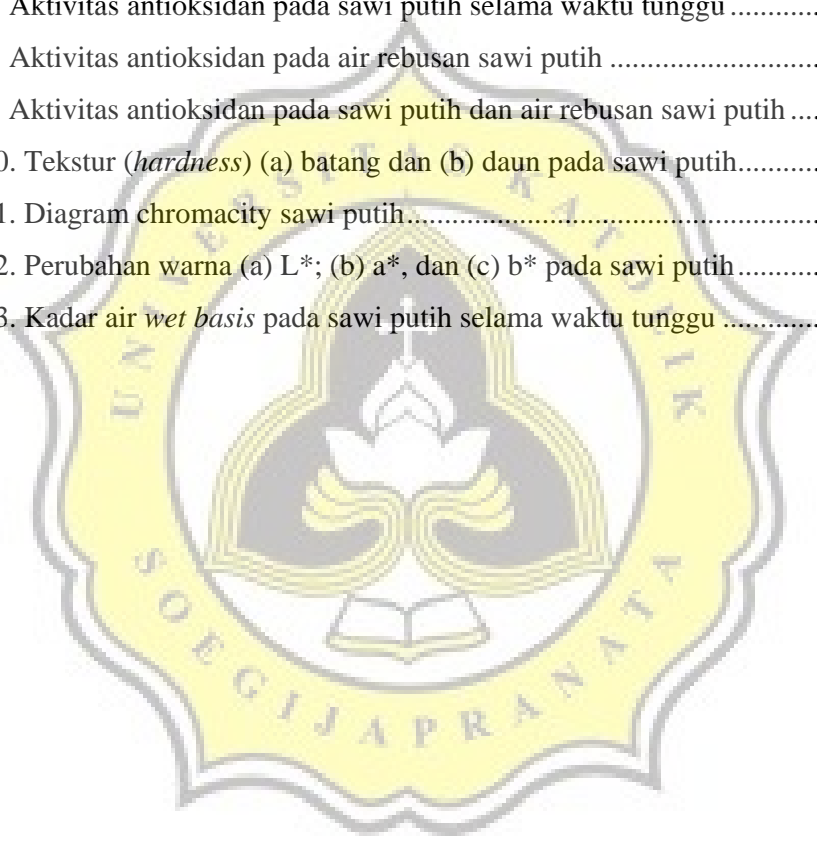 Aktivitas antioksidan pada sawi putih selama waktu tunggu ............
Aktivitas antioksidan pada air rebusan sawi putih ..........................
Aktivitas antioksidan pada sawi putih dan air rebusan sawi putih ....
0. Tekstur (hardness) (a) batang dan (b) daun pada sawi putih...........
1. Diagram chromacity sawi putih....................................................
2. Perubahan warna (a) L*; (b) a*, dan (c) b* pada sawi putih...........
3. Kadar air wet basis pada sawi putih selama waktu tunggu .............
UNIVERSITAS KATOLIK
SOEGIJAPRANATA